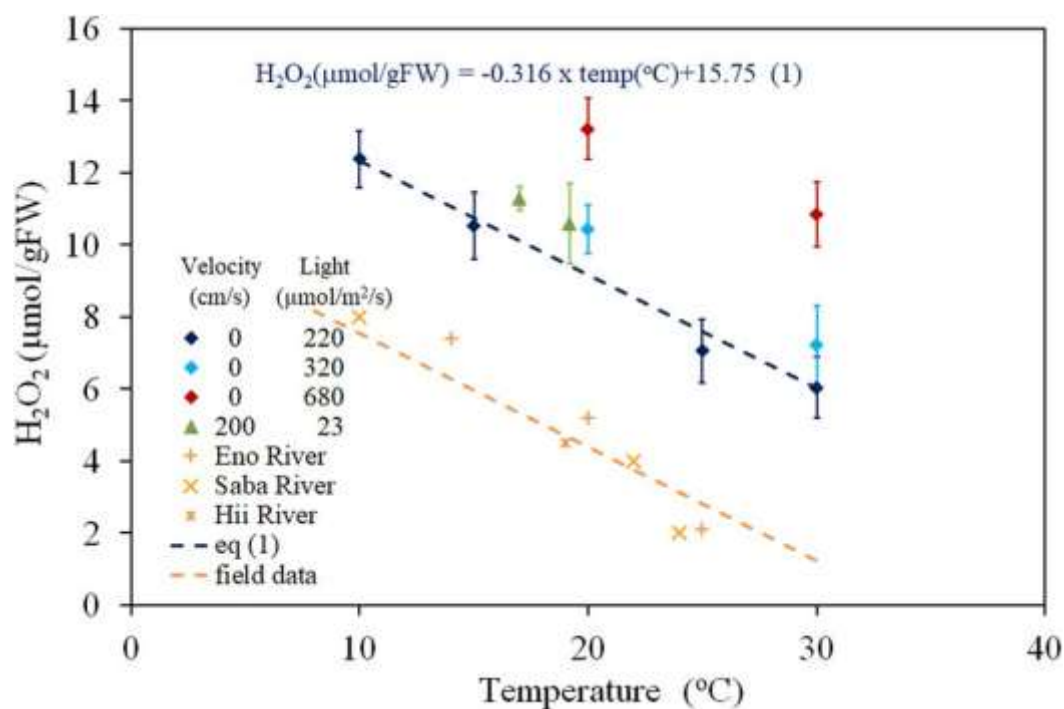 H₂O₂(μmol/gFW) = -0.316 x temp(°C)+15.75 (1)
H₂O₂ (μmol/gFW)
16
14
12
10
8
6
4
2
0
Velocity Light
(cm/s) (μmol/m²/s)
0 220
0 320
0 680
200 23
Eno River
Saba River
Hii River
eq (1)
field data
0 10 20 30 40
Temperature (°C)